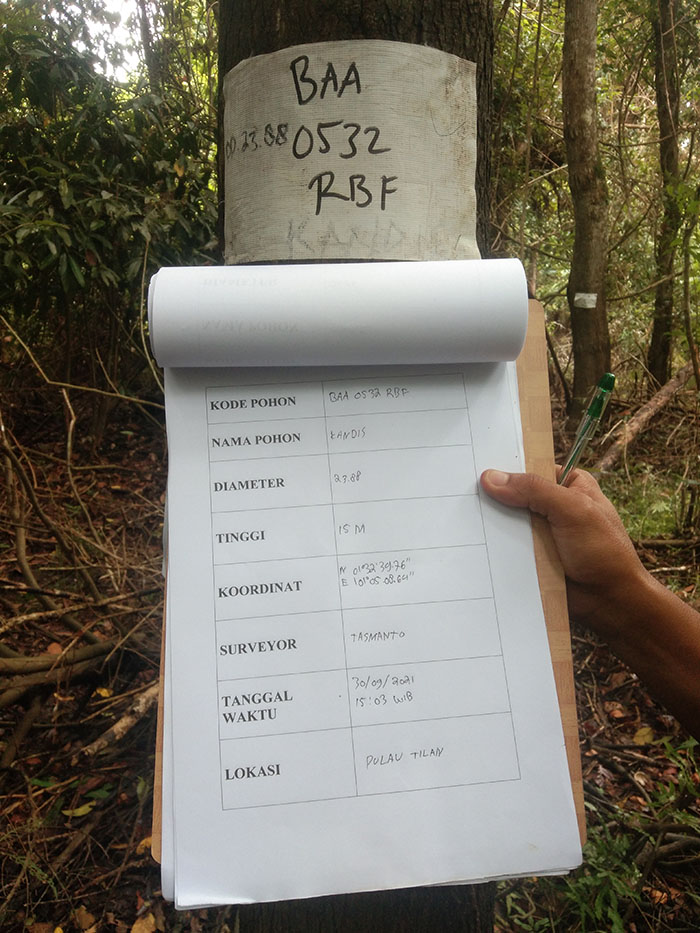 BAA
00.23.88 0532
RBF
KANDIS
KODE POHON BAA 0532 RBF
NAMA POHON KANDIS
DIAMETER 23.88
TINGGI 15 M
KOORDINAT N 01°32'39.76"
E 101°05'08.64"
SURVEYOR TASMANTO
TANGGAL 30/09/2021
WAKTU 15:03 WIB
LOKASI PULAU TILAN